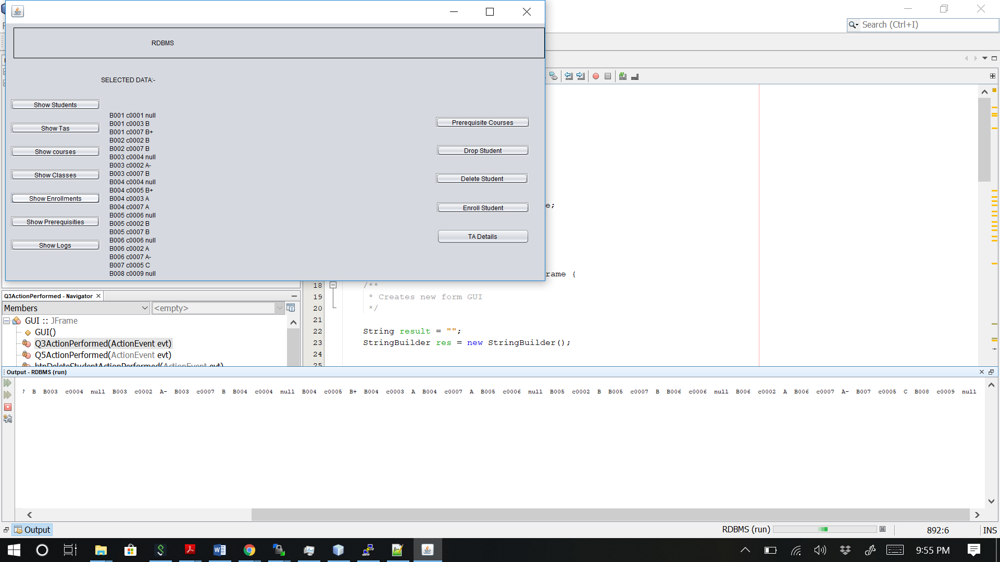 RDBMS
SELECTED DATA:-
Show Students
Show Tas
Show courses
Show Classes
Show Enrollments
Show Prerequisities
Show Logs
B001 c0001 null
B001 c0003 B
B001 c0007 B+
B002 c0002 B
B002 c0007 B
B003 c0004 null
B003 c0002 A-
B003 c0007 B
B004 c0004 null
B004 c0005 B+
B004 c0003 A
B004 c0007 A
B005 c0006 null
B005 c0002 B
B005 c0007 B
B006 c0006 null
B006 c0002 A
B006 c0007 A-
B007 c0005 C
B008 c0009 null
Prerequisite Courses
Drop Student
Delete Student
Enroll Student
TA Details
Search (Ctrl+I)
e;
rame {
18 /**
19 * Creates new form GUI
20 */
21
22 String result = "";
23 StringBuilder res = new StringBuilder();
24
25
Q3ActionPerformed - Navigator
Members
<empty>
GUI :: JFrame
GUI()
Q3ActionPerformed(ActionEvent evt)
Q5ActionPerformed(ActionEvent evt)
btnDeleteStudentActionPerformed(ActionEvent evt)
Output - RDBMS (run)
7 B B003 c0004 null B003 c0002 A- B003 c0007 B B004 c0004 null B004 c0005 B+ B004 c0003 A B004 c0007 A B005 c0006 null B005 c0002 B B005 c0007 B B006 c0006 null B006 c0002 A B006 c0007 A- B007 c0005 C B008 c0009 null
Output
RDBMS (run)
892:6
INS
9:55 PM